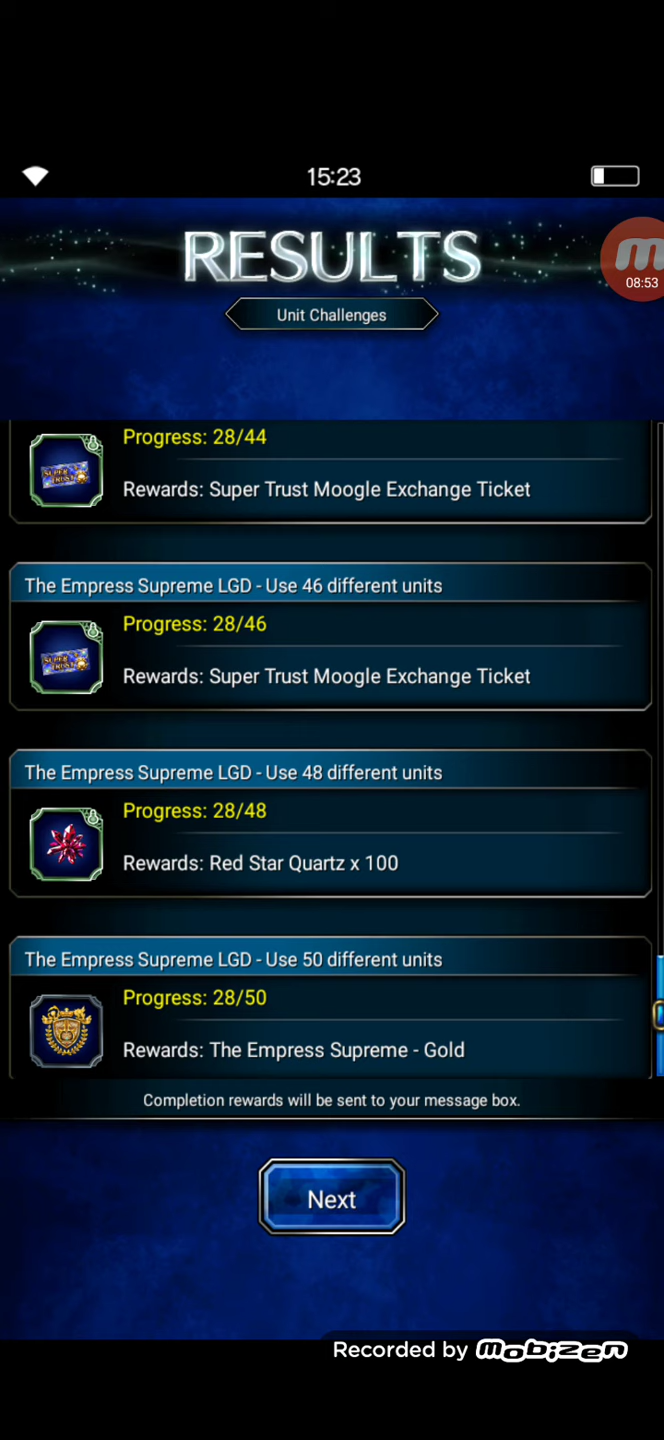 15:23
RESULTS
08:53
Unit Challenges
Progress: 28/44
SUPER TRUST
Rewards: Super Trust Moogle Exchange Ticket
The Empress Supreme LGD - Use 46 different units
Progress: 28/46
SUPER TRUST
Rewards: Super Trust Moogle Exchange Ticket
The Empress Supreme LGD - Use 48 different units
Progress: 28/48
Rewards: Red Star Quartz x 100
The Empress Supreme LGD - Use 50 different units
Progress: 28/50
Rewards: The Empress Supreme - Gold
Completion rewards will be sent to your message box.
Next
Recorded by mobizen